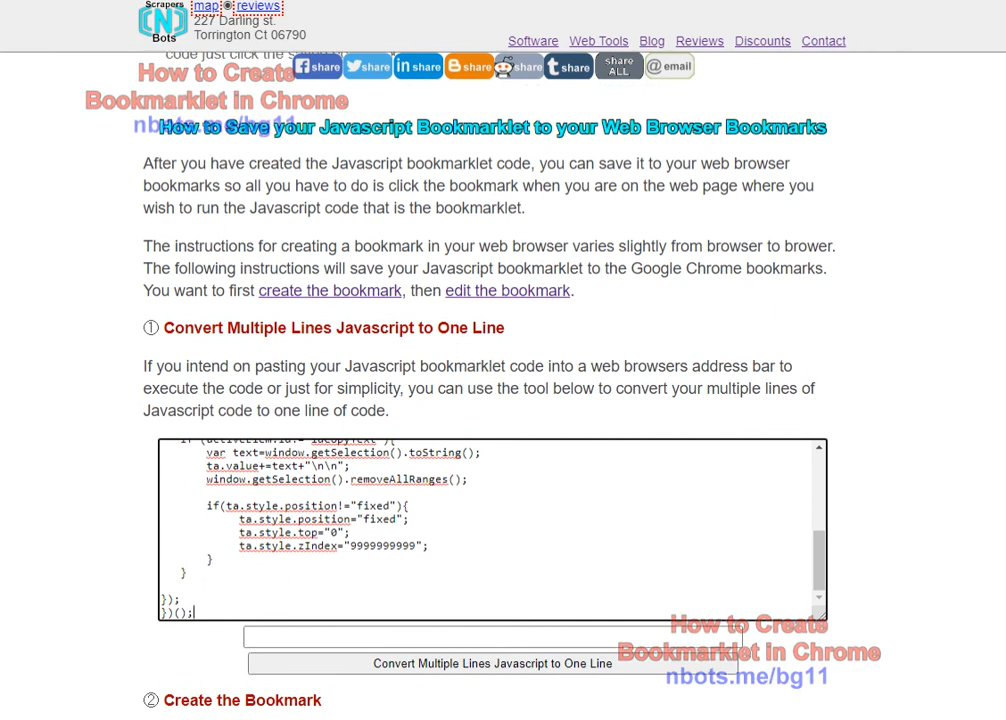 Scrapers
N
Bots
map◉reviews
227 Darling st.
Torrington Ct 06790
Software Web Tools Blog Reviews Discounts Contact
code just click the
share share share share share share share ALL email
How to Create
Bookmarklet in Chrome
nbots.me/bg11
How to Save your Javascript Bookmarklet to your Web Browser Bookmarks
After you have created the Javascript bookmarklet code, you can save it to your web browser
bookmarks so all you have to do is click the bookmark when you are on the web page where you
wish to run the Javascript code that is the bookmarklet.
The instructions for creating a bookmark in your web browser varies slightly from browser to brower.
The following instructions will save your Javascript bookmarklet to the Google Chrome bookmarks.
You want to first create the bookmark, then edit the bookmark.
① Convert Multiple Lines Javascript to One Line
If you intend on pasting your Javascript bookmarklet code into a web browsers address bar to
execute the code or just for simplicity, you can use the tool below to convert your multiple lines of
Javascript code to one line of code.
var text=window.getSelection().toString();
ta.value+=text+"\n\n";
window.getSelection().removeAllRanges();
if(ta.style.position!="fixed"){
ta.style.position="fixed";
ta.style.top="0";
ta.style.zIndex="9999999999";
}
}
});
})();
How to Create
Bookmarklet in Chrome
nbots.me/bg11
Convert Multiple Lines Javascript to One Line
② Create the Bookmark